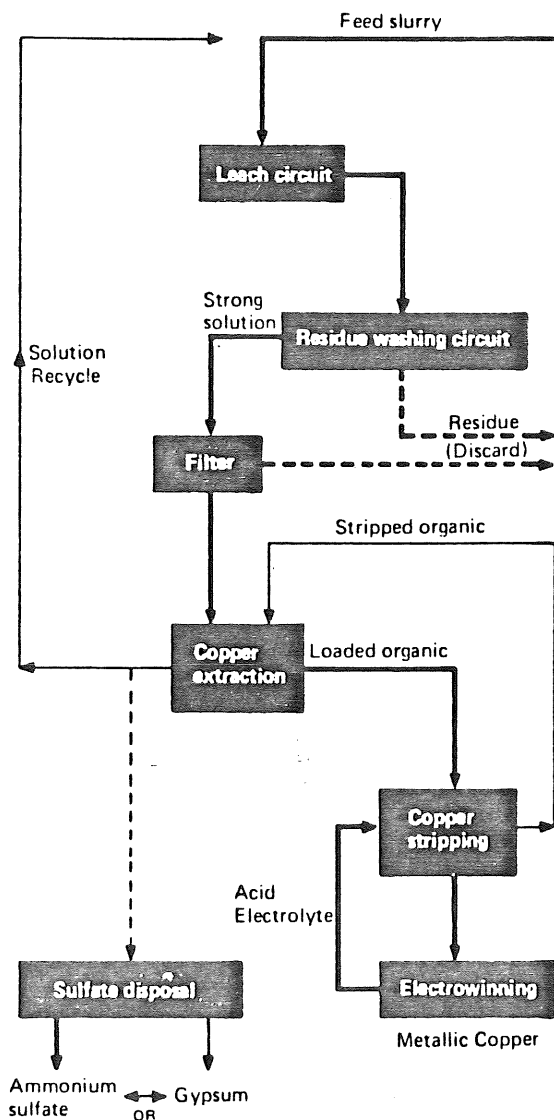 Feed slurry
Leach circuit
Strong
solution
Residue washing circuit
Solution
Recycle
Residue
(Discard)
Filter
Stripped organic
Copper
extraction
Loaded organic
Copper
stripping
Acid
Electrolyte
Sulfate disposal
Electrowinning
Metallic Copper
Ammonium
sulfate
OR
Gypsum